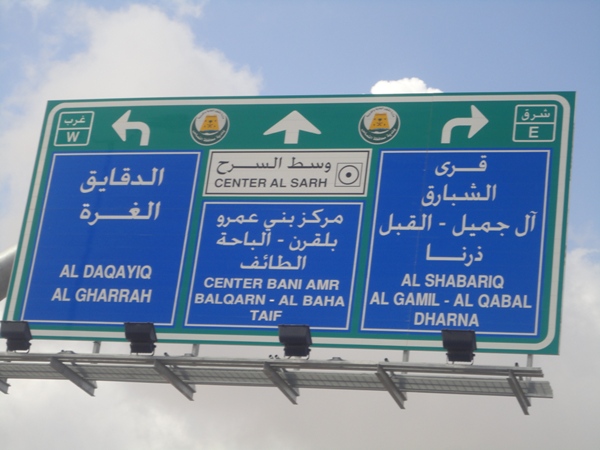 غرب
W
الدقايق
الغرة
AL DAQAYIQ
AL GHARRAH
وسط السرح
CENTER AL SARH
مركز بني عمرو
بلقرن - الباحة
الطائف
CENTER BANI AMR
BALQARN - AL BAHA
TAIF
شرق
E
قرى
الشبارق
آل جميل - القبل
ذرنا
AL SHABARIQ
AL GAMIL - AL QABAL
DHARNA